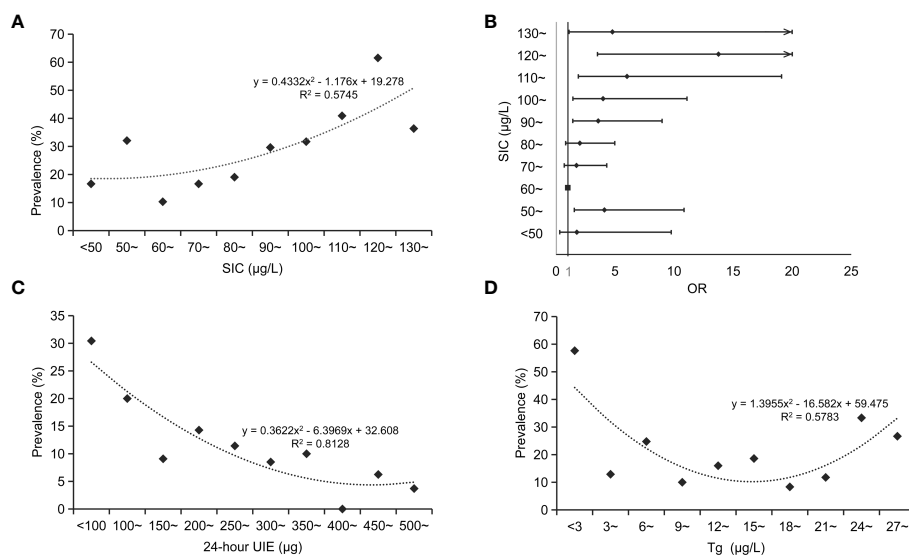 A
70
60
50
40
30
20
10
0
Prevalence (%)
y = 0.4332x² - 1.176x + 19.278
R² = 0.5745
<50 50~ 60~ 70~ 80~ 90~ 100~ 110~ 120~ 130~
SIC (µg/L)
B
130~
120~
110~
100~
90~
80~
70~
60~
50~
<50
SIC (µg/L)
0 1 5 10 15 20 25
OR
C
35
30
25
20
15
10
5
0
Prevalence (%)
y = 0.3622x² - 6.3969x + 32.608
R² = 0.8128
<100 100~ 150~ 200~ 250~ 300~ 350~ 400~ 450~ 500~
24-hour UIE (µg)
D
70
60
50
40
30
20
10
0
Prevalence (%)
y = 1.3955x² - 16.582x + 59.475
R² = 0.5783
<3 3~ 6~ 9~ 12~ 15~ 18~ 21~ 24~ 27~
Tg (µg/L)